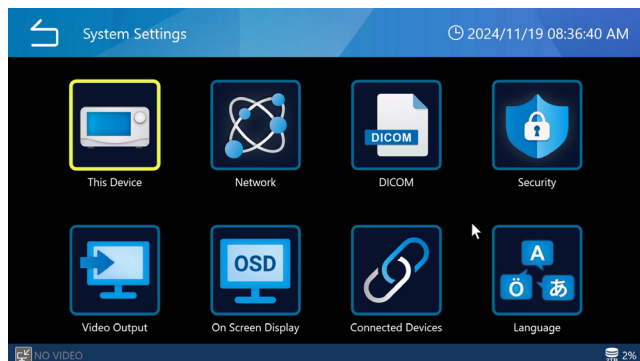 System Settings
2024/11/19 08:36:40 AM
DICOM
This Device
Network
DICOM
Security
OSD
A
Ö
あ
Video Output
On Screen Display
Connected Devices
Language
NO VIDEO
2TB
2%